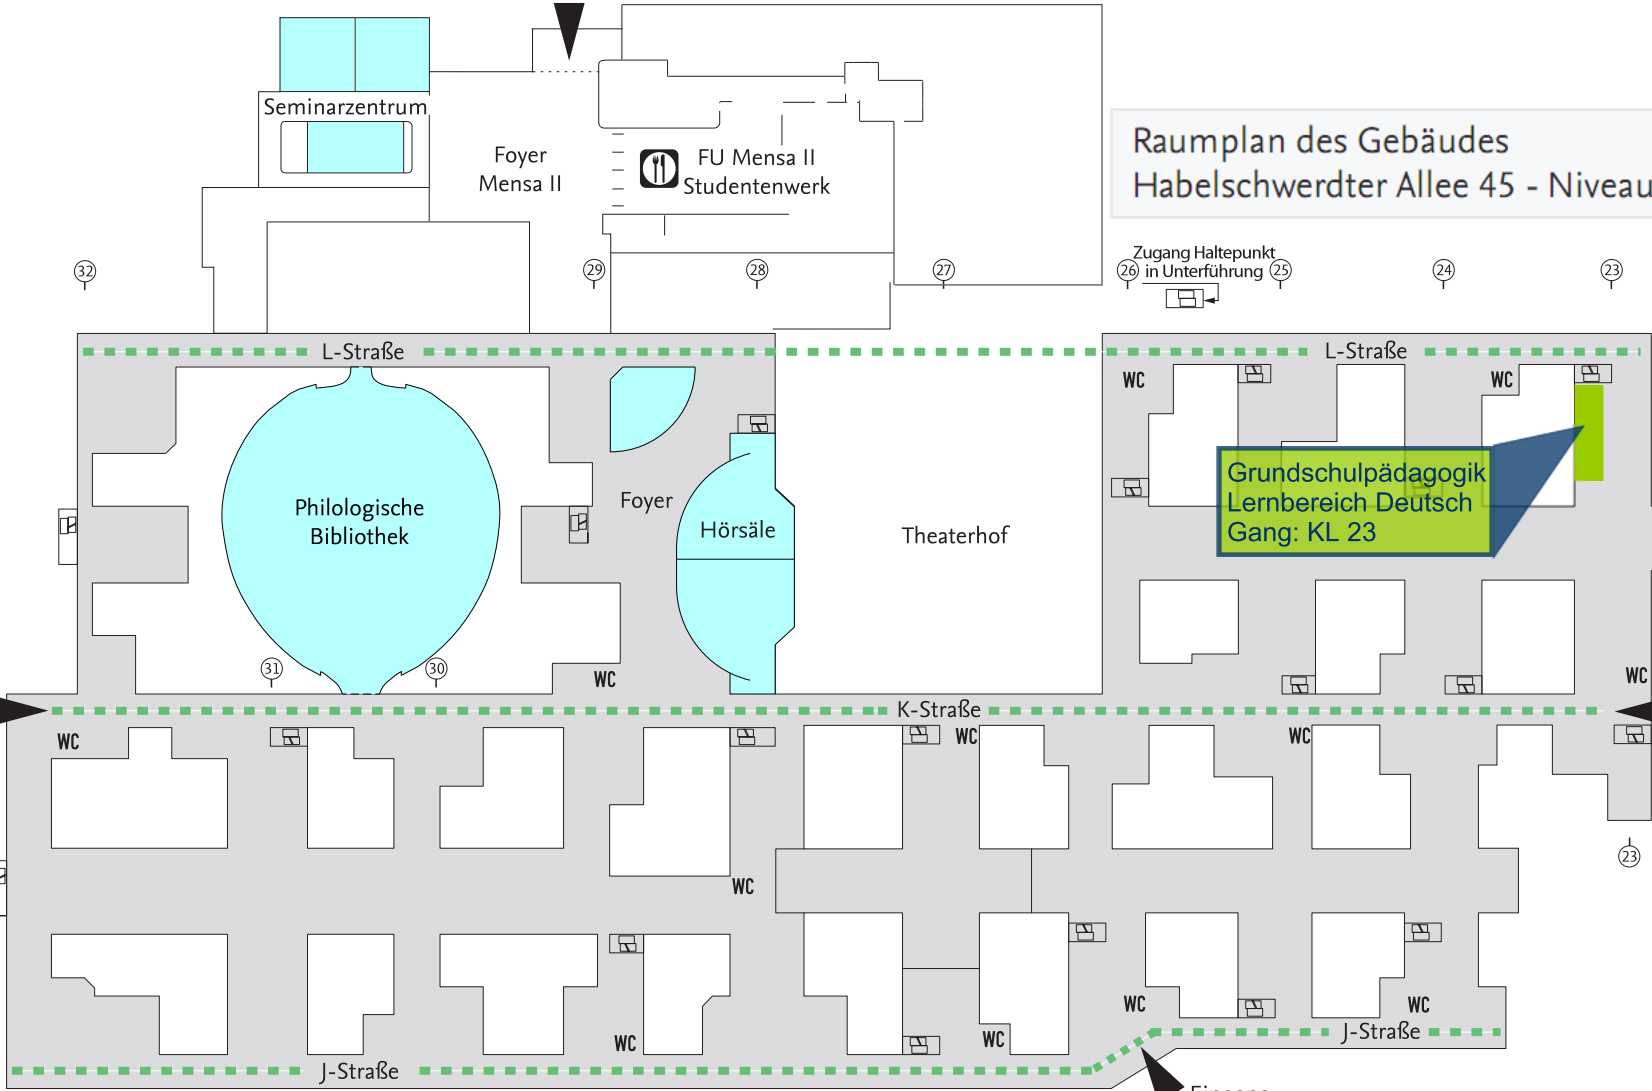 Seminarzentrum
Foyer
Mensa II
FU Mensa II
Studentenwerk
Raumplan des Gebäudes
Habelschwerdter Allee 45 - Niveau
Zugang Haltepunkt
in Unterführung
32
29
28
27
26
25
24
23
L-Straße
L-Straße
WC
WC
Grundschulpädagogik
Lernbereich Deutsch
Gang: KL 23
Philologische
Bibliothek
Foyer
Hörsäle
Theaterhof
31
30
WC
WC
K-Straße
WC
WC
WC
23
WC
WC
WC
WC
WC
J-Straße
J-Straße